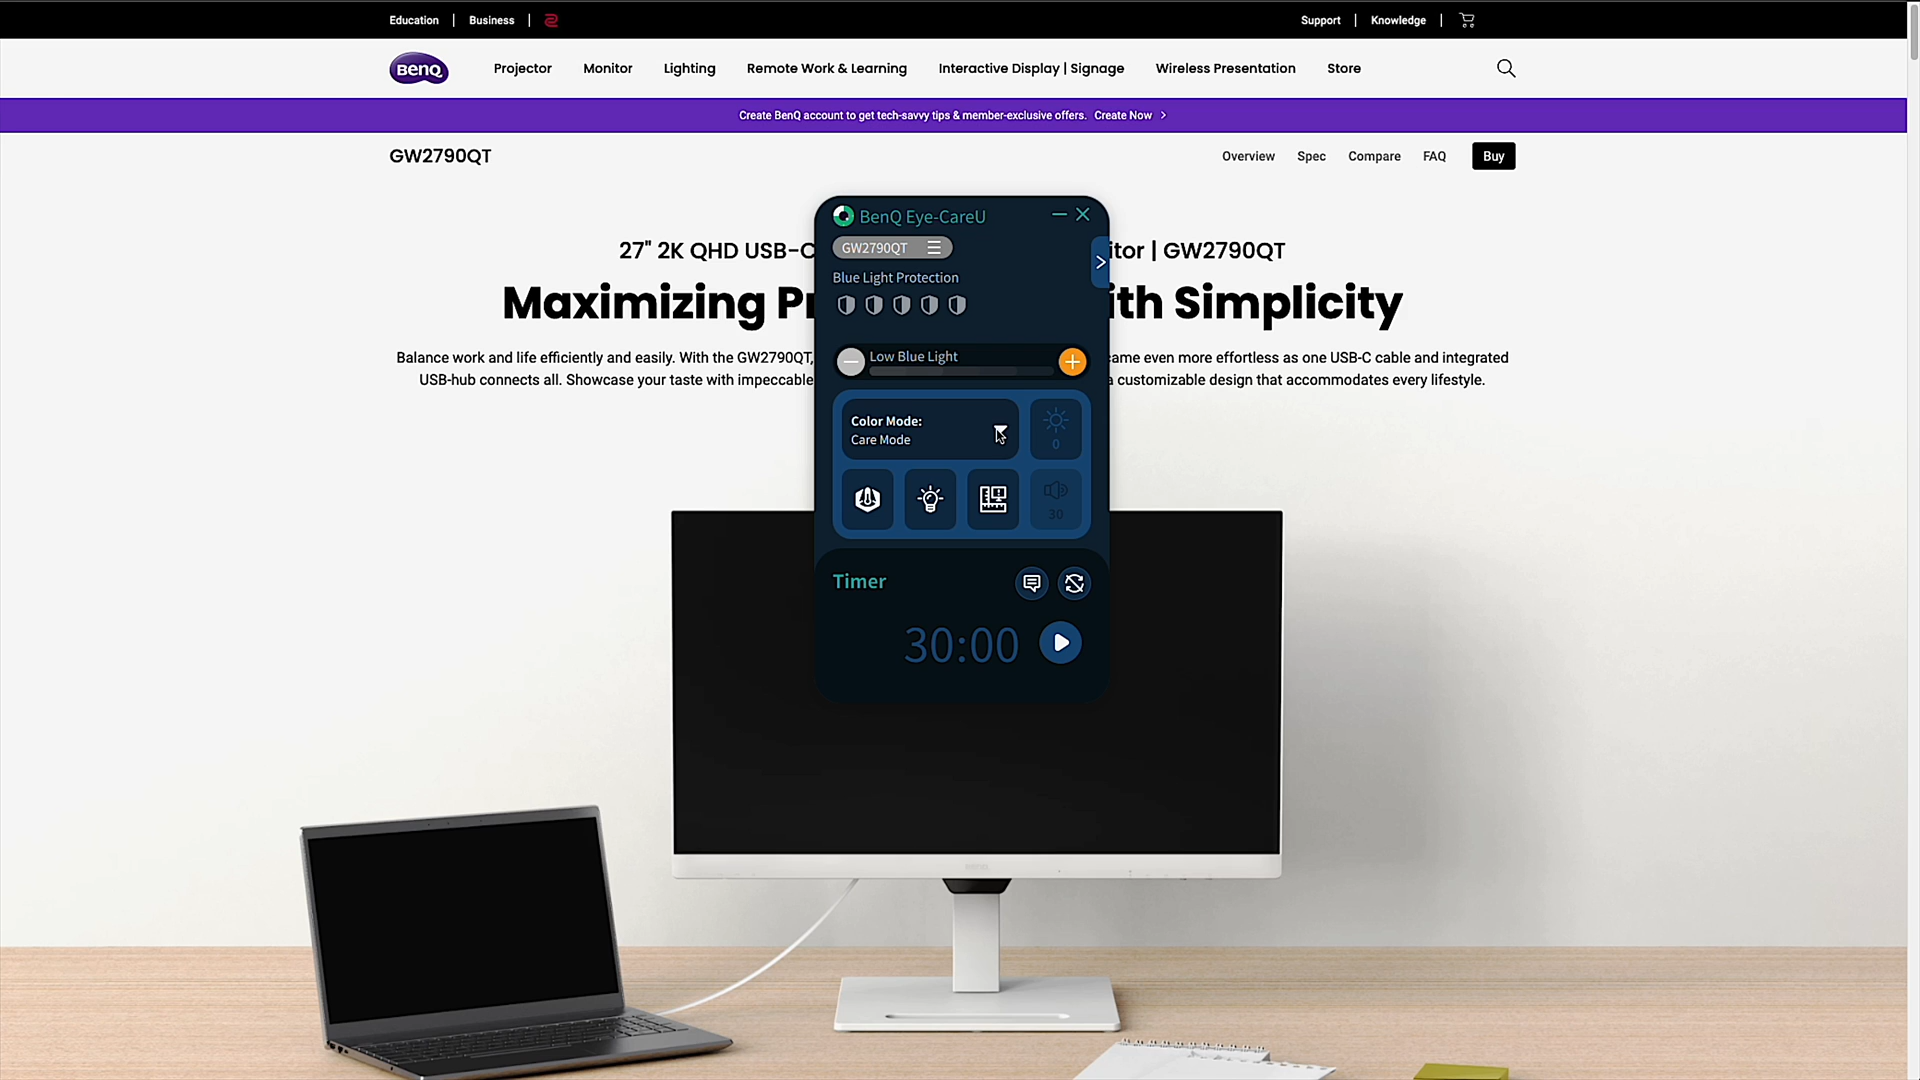 Education
Business
Support
Knowledge
BenQ
Projector
Monitor
Lighting
Remote Work & Learning
Interactive Display | Signage
Wireless Presentation
Store
Create BenQ account to get tech-savvy tips & member-exclusive offers. Create Now
GW2790QT
Overview
Spec
Compare
FAQ
Buy
27" 2K QHD USB-C
itor | GW2790QT
Maximizing Pr
ith Simplicity
Balance work and life efficiently and easily. With the GW2790QT,
ame even more effortless as one USB-C cable and integrated
USB-hub connects all. Showcase your taste with impeccable
a customizable design that accommodates every lifestyle.
BenQ Eye-CareU
GW2790QT
Blue Light Protection
Low Blue Light
Color Mode:
Care Mode
0
30
Timer
30:00